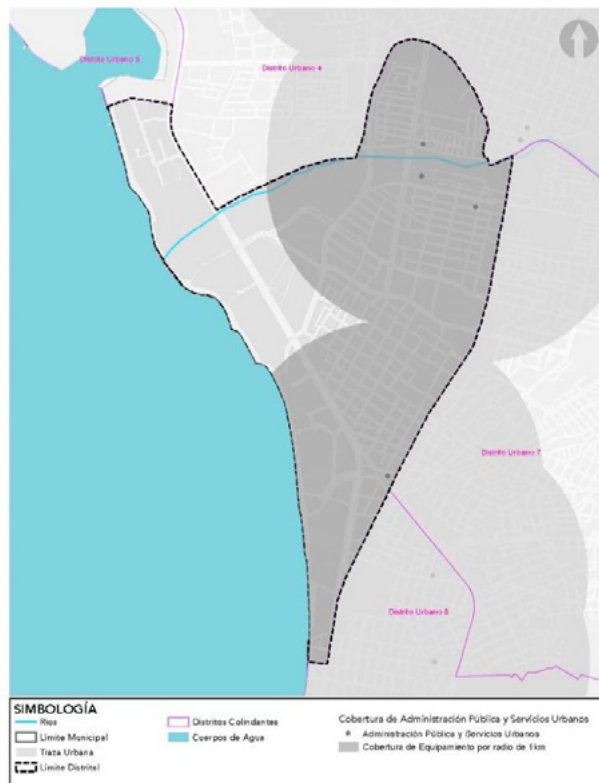 Distrito Urbano 5
Distrito Urbano 4
Distrito Urbano 7
Distrito Urbano 6
SIMBOLOGÍA
Ríos
Límite Municipal
Traza Urbana
Límite Distrital
Distritos Colindantes
Cuerpos de Agua
Cobertura de Administración Pública y Servicios Urbanos
Administración Pública y Servicios Urbanos
Cobertura de Equipamiento por radio de 1km